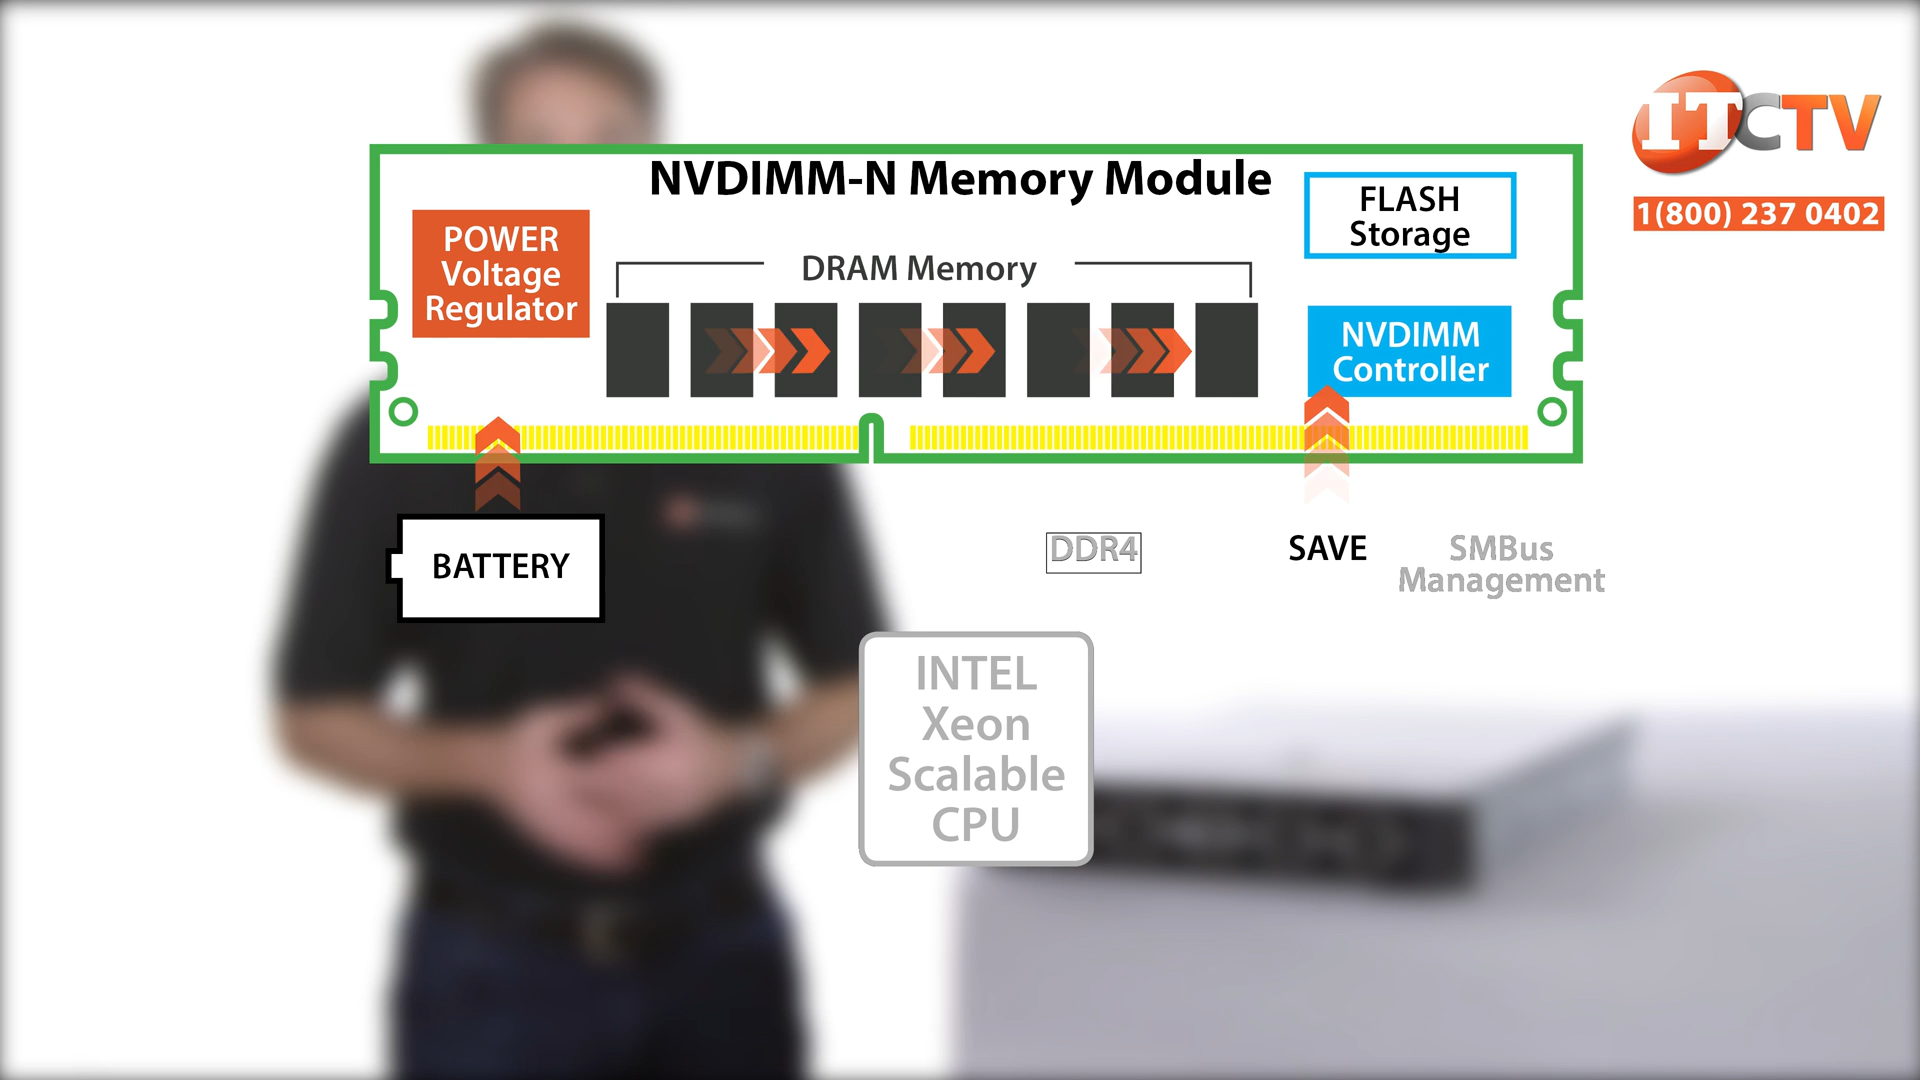 ITCTV
1(800) 237 0402
NVDIMM-N Memory Module
POWER
Voltage
Regulator
DRAM Memory
FLASH
Storage
NVDIMM
Controller
BATTERY
DDR4
SAVE
SMBus
Management
INTEL
Xeon
Scalable
CPU